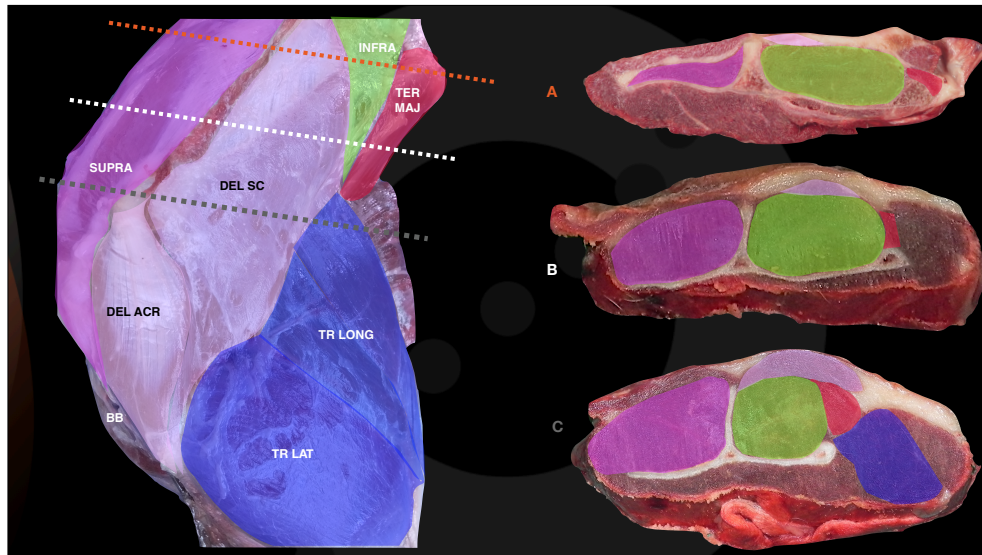 INFRA
TER
MAJ
SUPRA
DEL SC
DEL ACR
TR LONG
BB
TR LAT
A
B
C